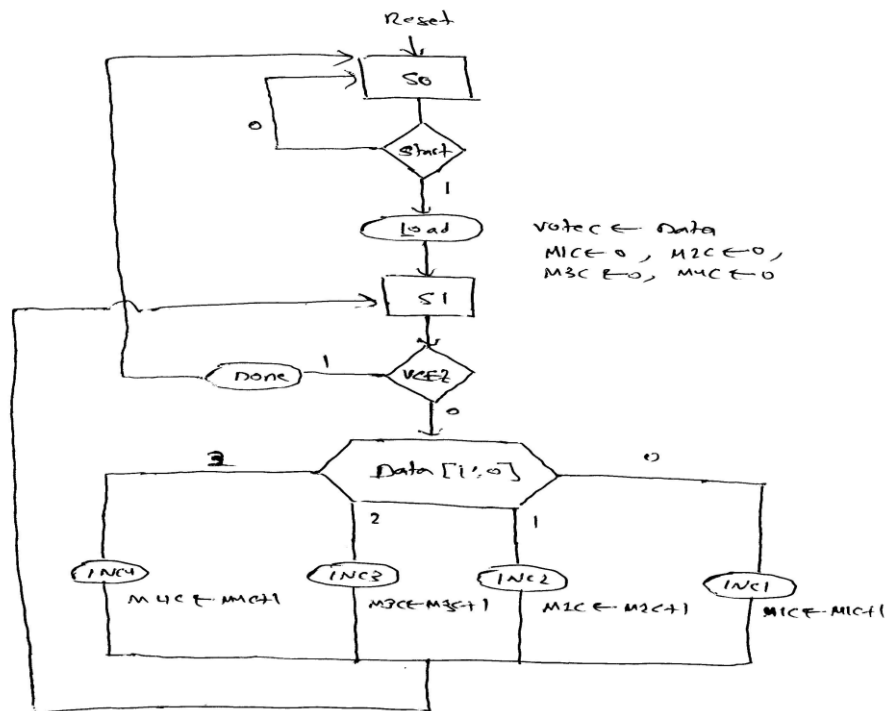 Reset
S0
0
Start
1
Load
Votec ← Data
M1C ← 0, M2C ← 0,
M3C ← 0, M4C ← 0
S1
Done
1
VCEZ
0
3
Data [1:0]
0
2
1
INC4
INC3
INC2
INC1
M4C ← M4C+1
M3C ← M3C+1
M2C ← M2C+1
M1C ← M1C+1